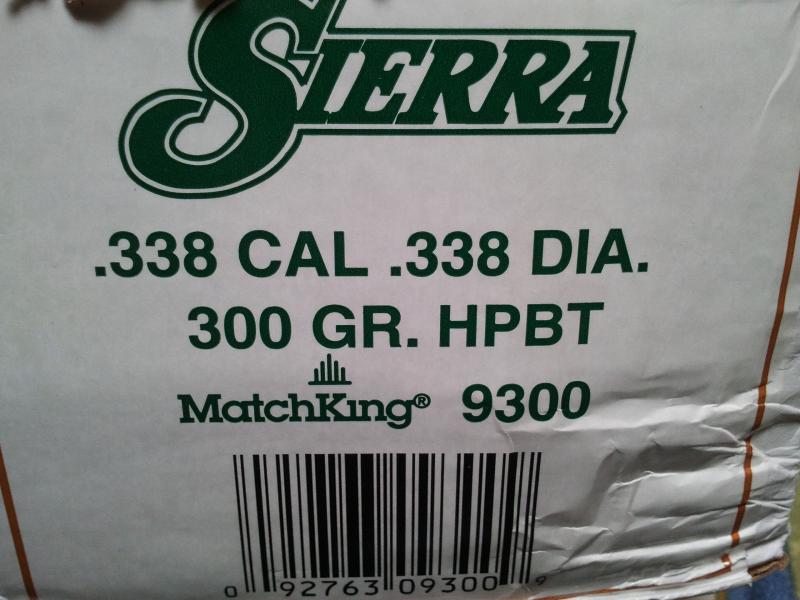 SIERRA
.338 CAL .338 DIA.
300 GR. HPBT
MatchKing® 9300
0 92763 09300 9